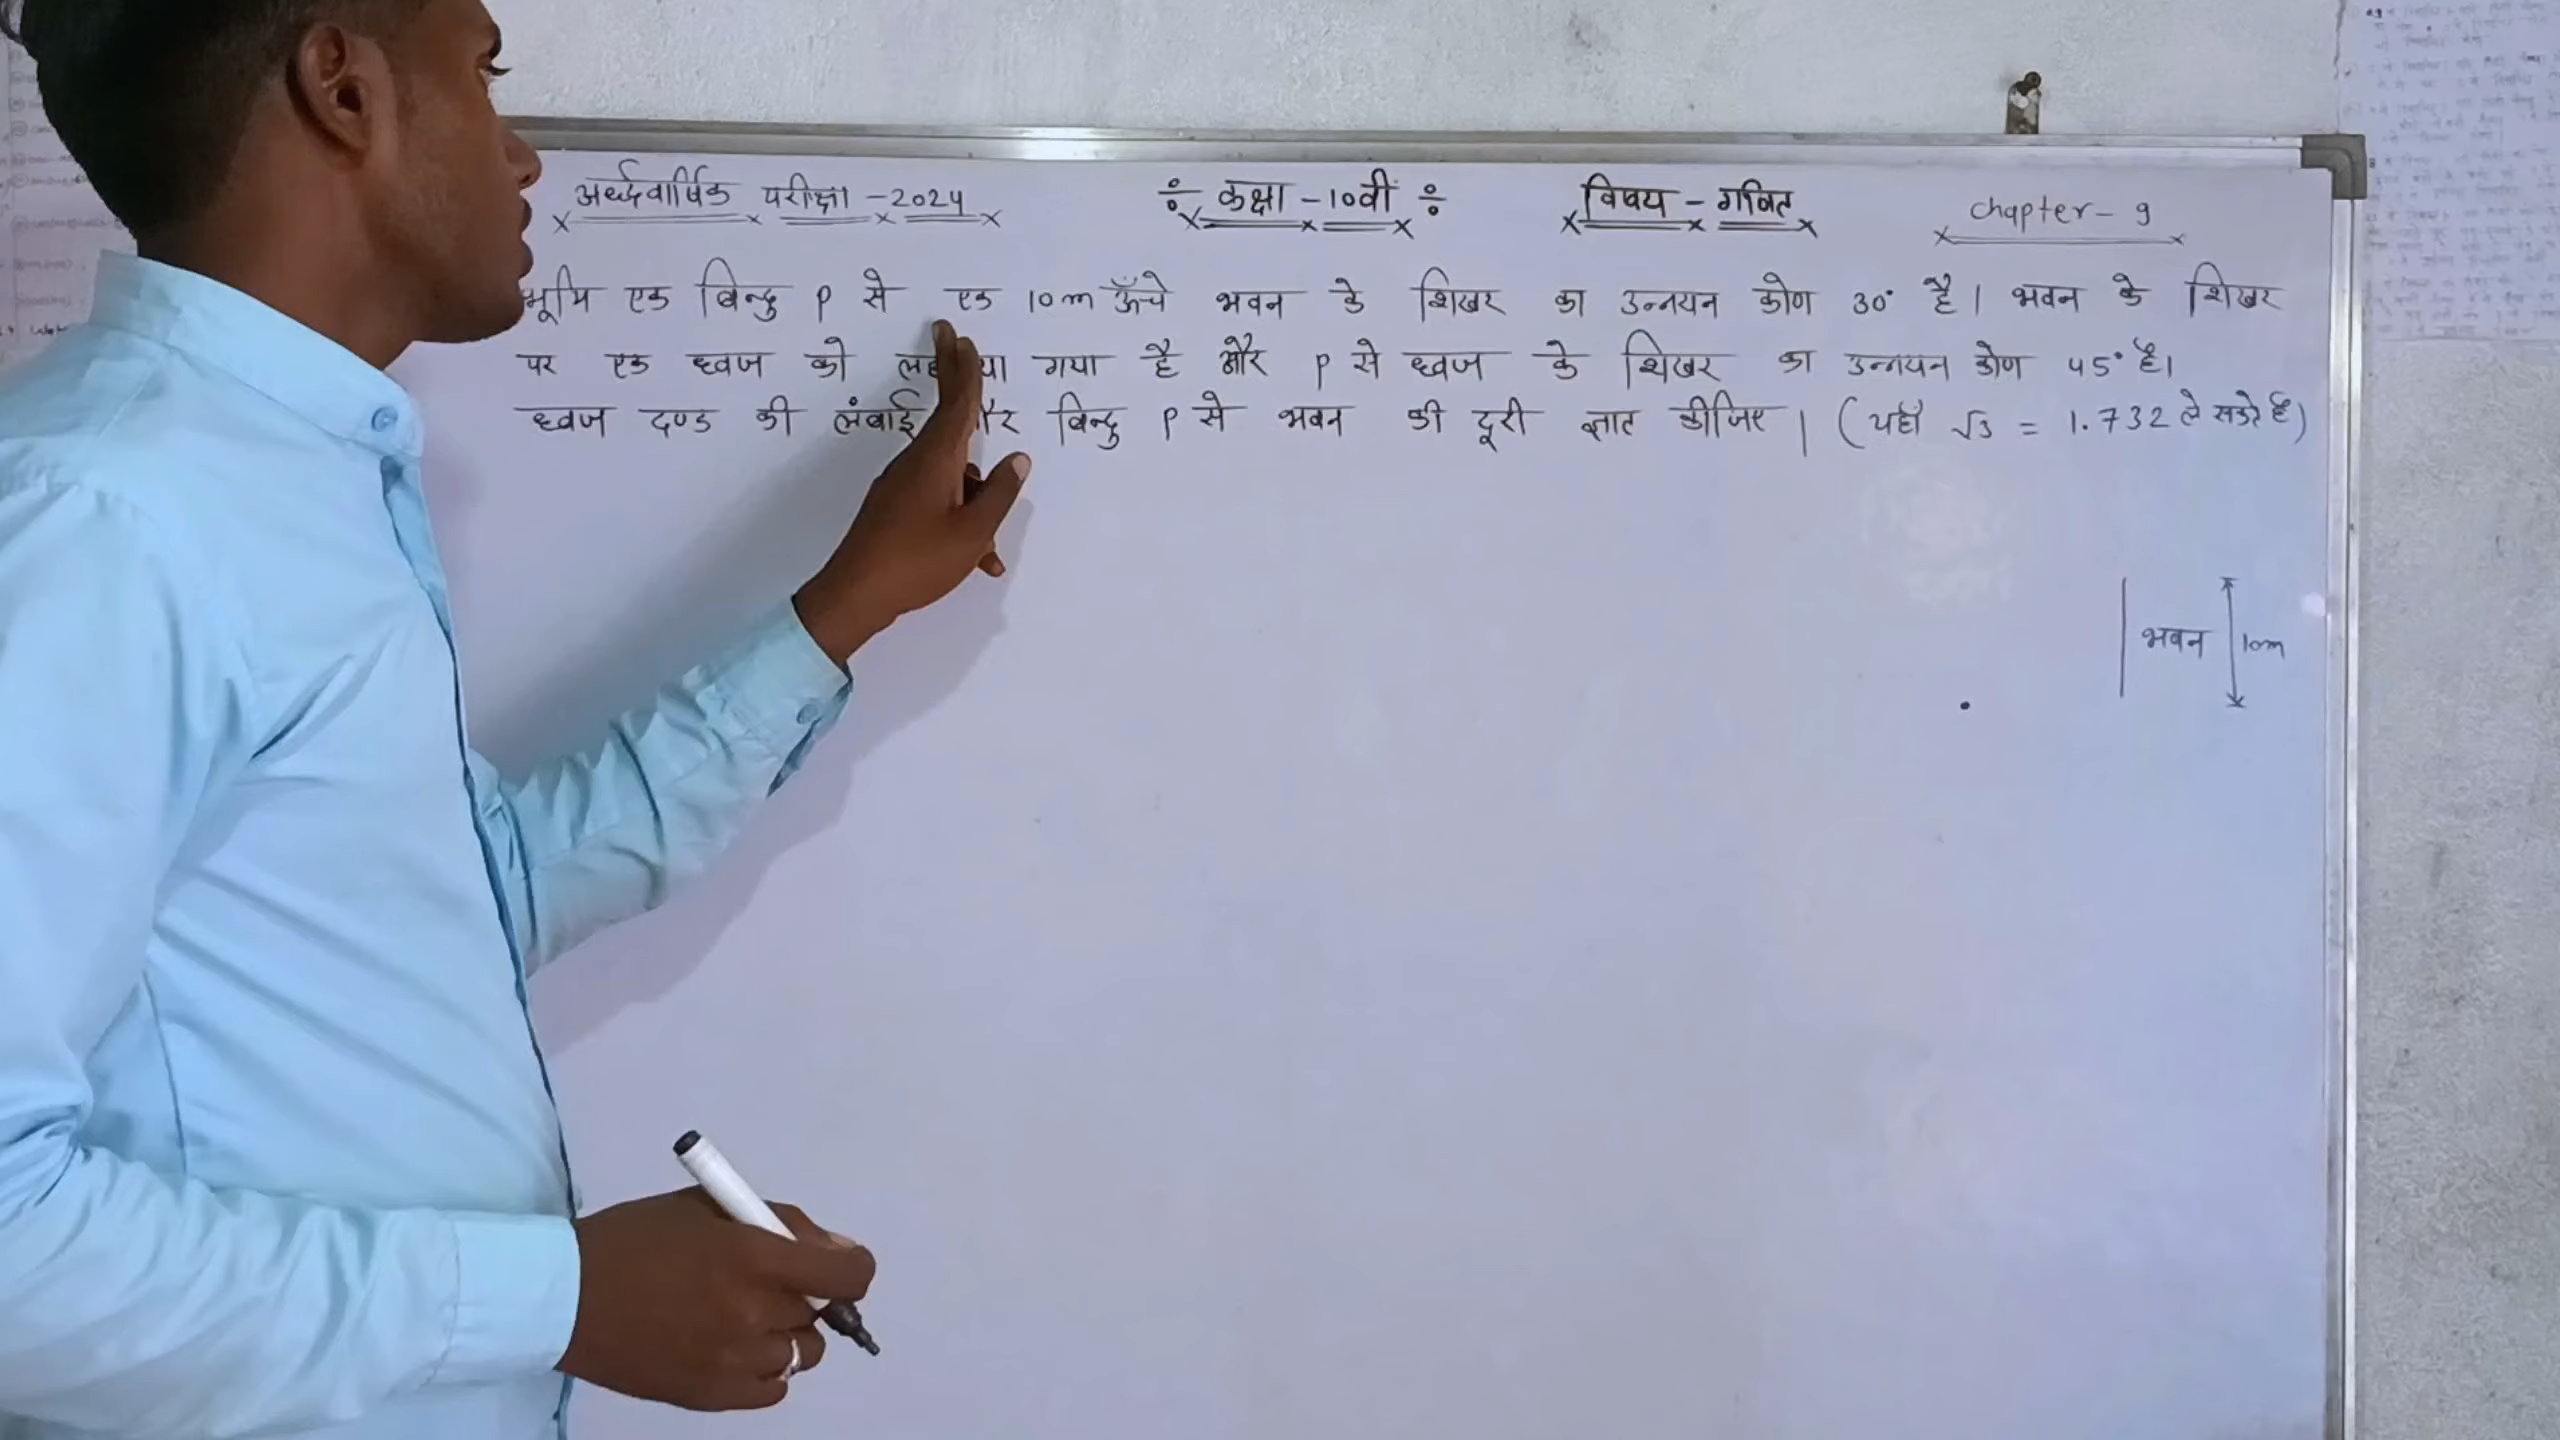 अर्ध्दवार्षिक परीक्षा - 2024 ÷ कक्षा - 10वीं ÷ विषय - गणित chapter - 9
भूमि एक बिन्दु P से एक 10m ऊँचे भवन के शिखर का उन्नयन कोण 30° है। भवन के शिखर
पर एक ध्वज को गया है और P से ध्वज के शिखर का उन्नयन कोण 45° है।
ध्वज दण्ड की लंबाई बिन्दु P से भवन की दूरी ज्ञात कीजिए। (यहाँ √3 = 1.732 ले सकते है)
भवन 10m